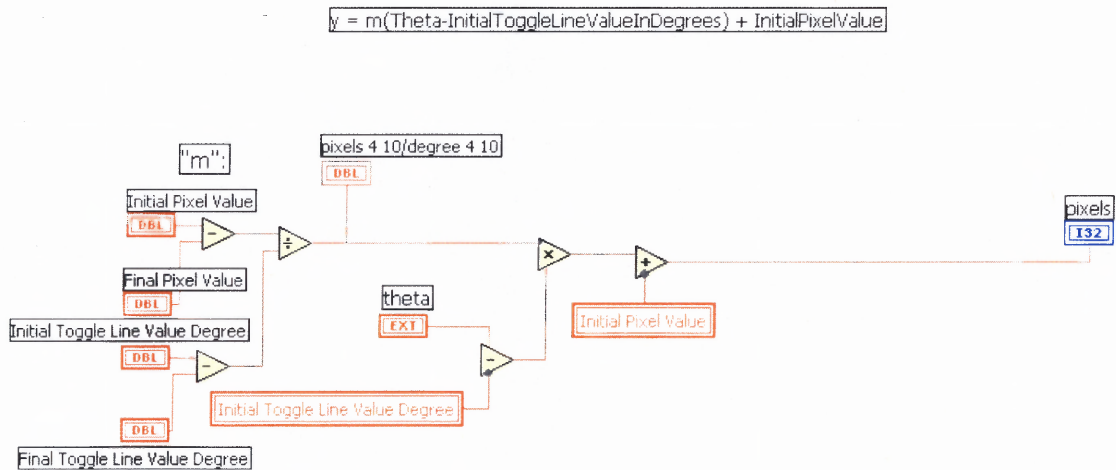 y = m(Theta-InitialToggleLineValueInDegrees) + InitialPixelValue
"m":
pixels 4 10/degree 4 10
DBL
Initial Pixel Value
DBL
-
÷
pixels
I32
Final Pixel Value
DBL
theta
EXT
x
+
Initial Pixel Value
Initial Toggle Line Value Degree
DBL
-
-
Initial Toggle Line Value Degree
DBL
Final Toggle Line Value Degree